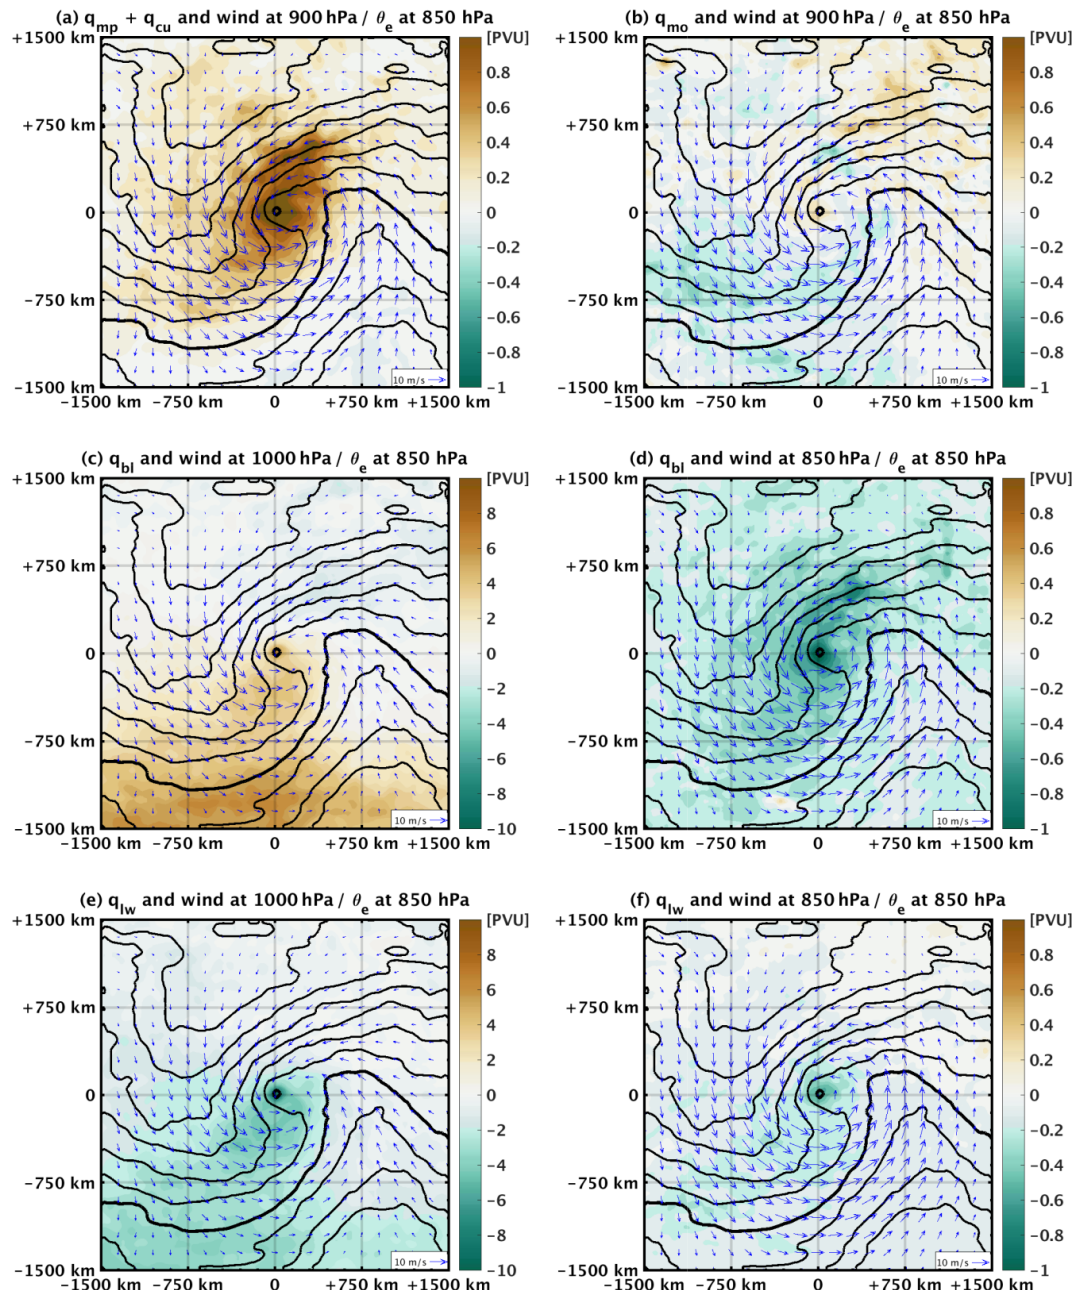 (a) q_mp + q_cu and wind at 900 hPa / θ_e at 850 hPa
(b) q_mo and wind at 900 hPa / θ_e at 850 hPa
+1500 km
+750 km
0
-750 km
-1500 km
-1500 km -750 km 0 +750 km +1500 km
10 m/s
[PVU]
0.8
0.6
0.4
0.2
0
-0.2
-0.4
-0.6
-0.8
-1
+1500 km
+750 km
0
-750 km
-1500 km
-1500 km -750 km 0 +750 km +1500 km
10 m/s
[PVU]
0.8
0.6
0.4
0.2
0
-0.2
-0.4
-0.6
-0.8
-1
(c) q_bl and wind at 1000 hPa / θ_e at 850 hPa
(d) q_bl and wind at 850 hPa / θ_e at 850 hPa
+1500 km
+750 km
0
-750 km
-1500 km
-1500 km -750 km 0 +750 km +1500 km
10 m/s
[PVU]
8
6
4
2
0
-2
-4
-6
-8
-10
+1500 km
+750 km
0
-750 km
-1500 km
-1500 km -750 km 0 +750 km +1500 km
10 m/s
[PVU]
0.8
0.6
0.4
0.2
0
-0.2
-0.4
-0.6
-0.8
-1
(e) q_lw and wind at 1000 hPa / θ_e at 850 hPa
(f) q_lw and wind at 850 hPa / θ_e at 850 hPa
+1500 km
+750 km
0
-750 km
-1500 km
-1500 km -750 km 0 +750 km +1500 km
10 m/s
[PVU]
8
6
4
2
0
-2
-4
-6
-8
-10
+1500 km
+750 km
0
-750 km
-1500 km
-1500 km -750 km 0 +750 km +1500 km
10 m/s
[PVU]
0.8
0.6
0.4
0.2
0
-0.2
-0.4
-0.6
-0.8
-1